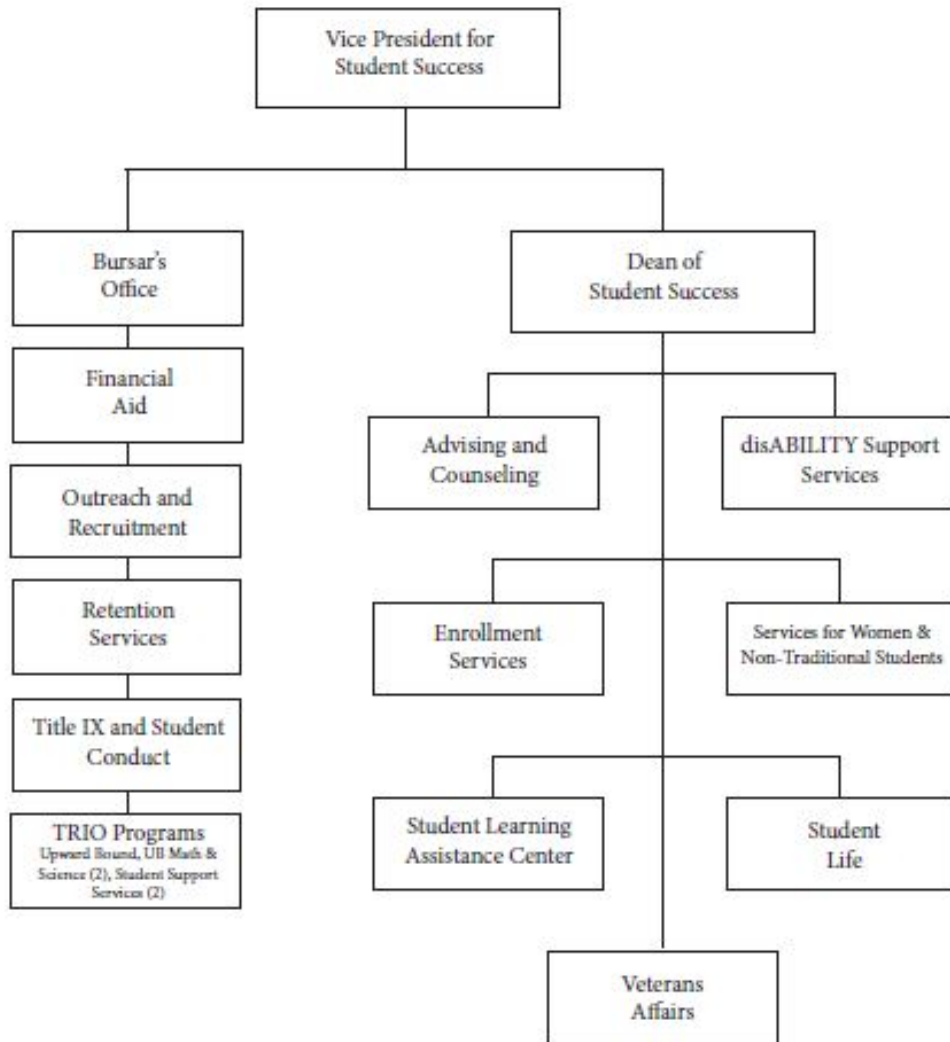 Vice President for
Student Success
Bursar's
Office
Financial
Aid
Outreach and
Recruitment
Retention
Services
Title IX and Student
Conduct
TRIO Programs
Upward Bound, UB Math &
Science (2), Student Support
Services (2)
Dean of
Student Success
Advising and
Counseling
disABILITY Support
Services
Enrollment
Services
Services for Women &
Non-Traditional Students
Student Learning
Assistance Center
Student
Life
Veterans
Affairs